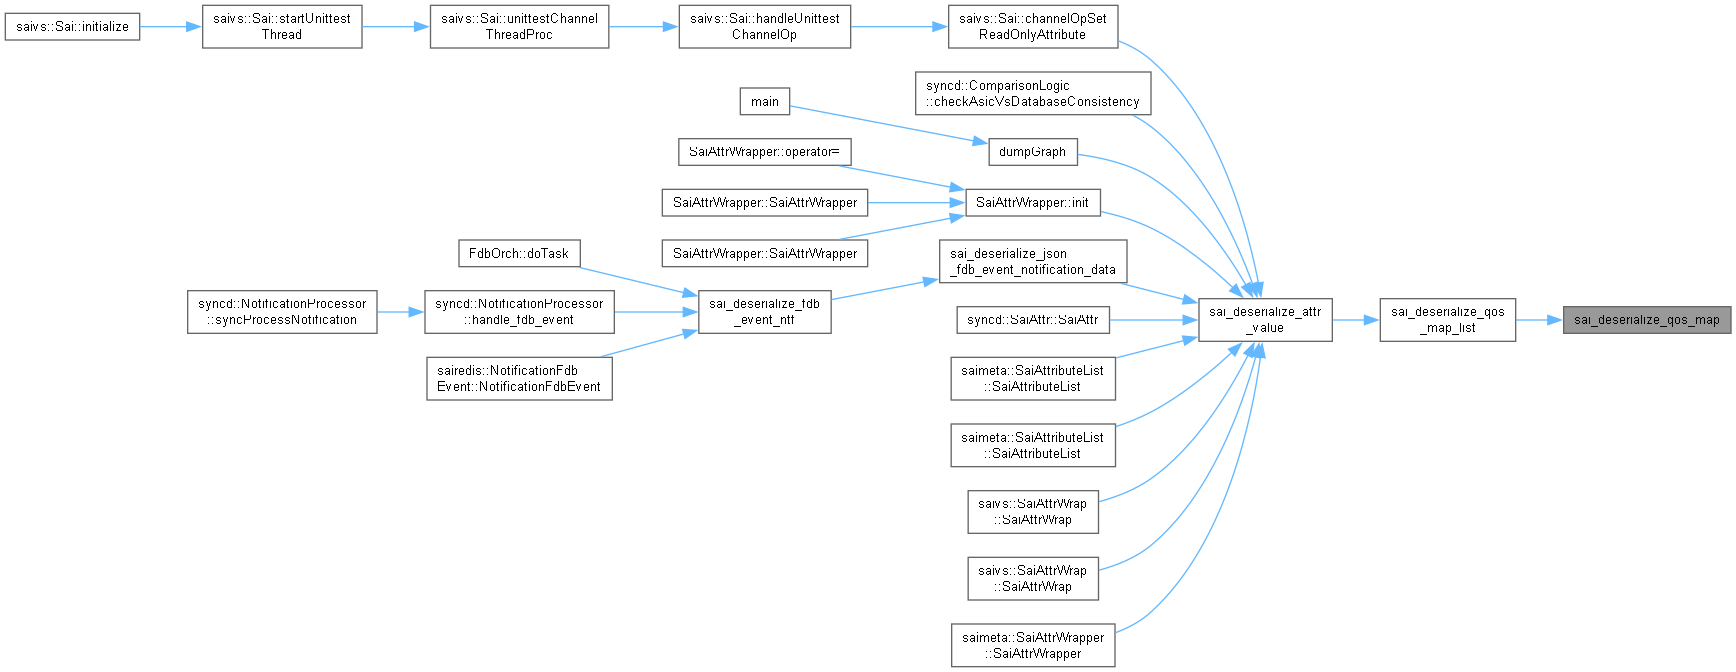 saivs::Sai::initialize
saivs::Sai::startUnittest
Thread
saivs::Sai::unittestChannel
ThreadProc
saivs::Sai::handleUnittest
ChannelOp
saivs::Sai::channelOpSet
ReadOnlyAttribute
syncd::ComparisonLogic
::checkAsicVsDatabaseConsistency
main
dumpGraph
SaiAttrWrapper::operator=
SaiAttrWrapper::SaiAttrWrapper
SaiAttrWrapper::init
SaiAttrWrapper::SaiAttrWrapper
FdbOrch::doTask
sai_deserialize_json
_fdb_event_notification_data
syncd::NotificationProcessor
::syncProcessNotification
syncd::NotificationProcessor
::handle_fdb_event
sai_deserialize_fdb
_event_ntf
syncd::SaiAttr::SaiAttr
sai_deserialize_attr
_value
sai_deserialize_qos
_map_list
sai_deserialize_qos_map
sairedis::NotificationFdb
Event::NotificationFdbEvent
saimeta::SaiAttributeList
::SaiAttributeList
saimeta::SaiAttributeList
::SaiAttributeList
saivs::SaiAttrWrap
::SaiAttrWrap
saivs::SaiAttrWrap
::SaiAttrWrap
saimeta::SaiAttrWrapper
::SaiAttrWrapper